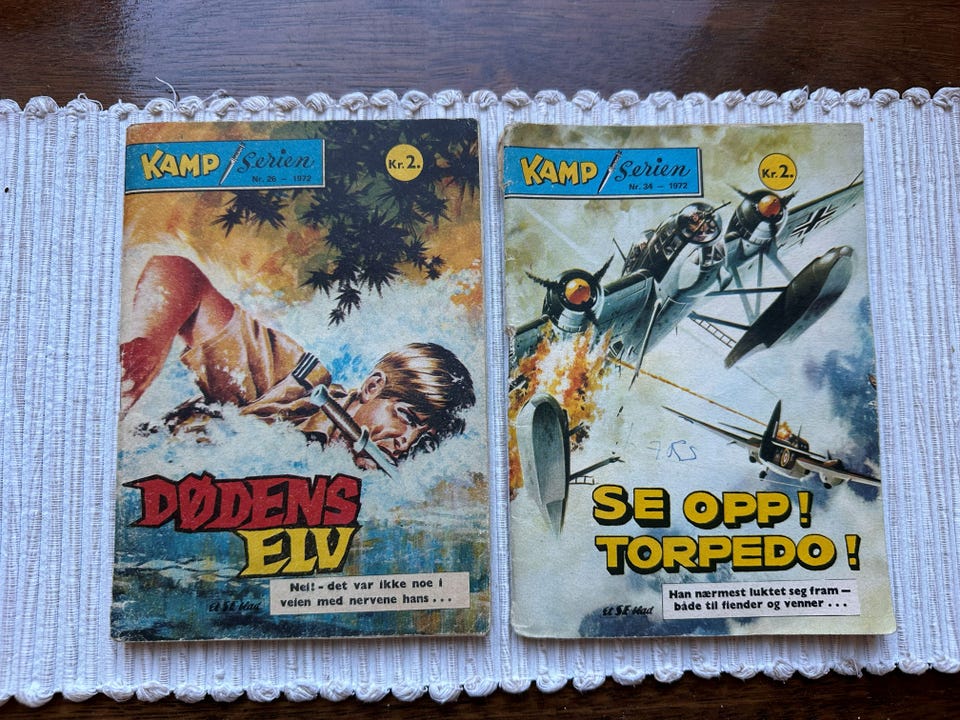 KAMP Serien
Nr. 26 – 1972
Kr. 2.
DØDENS
ELV
Nei! - det var ikke noe i
veien med nervene hans...
et SE blad
KAMP Serien
Nr. 34 – 1972
Kr. 2.
SE OPP!
TORPEDO!
Han nærmest luktet seg fram —
både til fiender og venner...
et SE blad